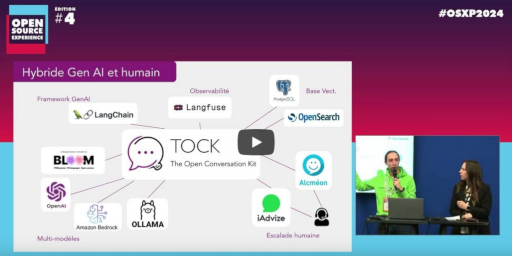 OPEN
SOURCE
EXPERIENCE
ÉDITION
#4
#OSXP2024
Hybride Gen AI et humain
Framework GenAI
Observabilité
Base Vect.
LangChain
Langfuse
PostgreSQL
OpenSearch
TOCK
The Open Conversation Kit
BLOOM
OpenAI
Amazon Bedrock
OLLAMA
Alcméon
iAdvize
Multi-modèles
Escalade humaine